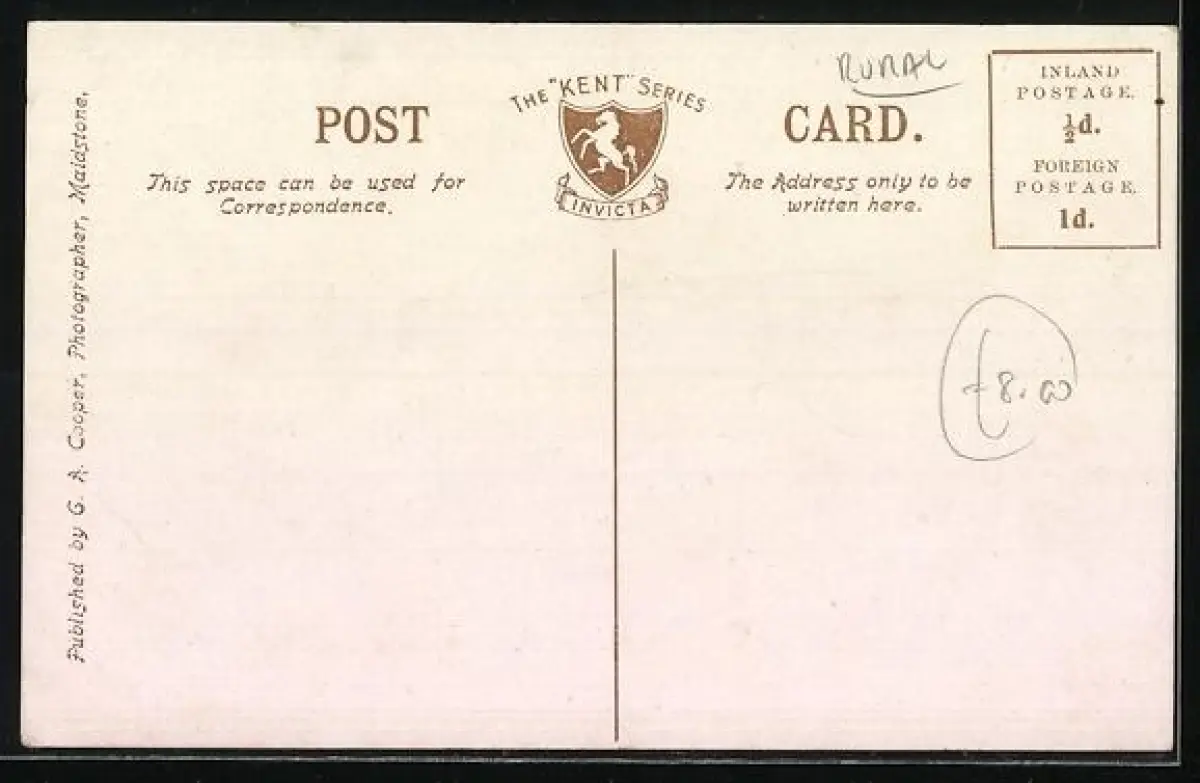 RURAL
THE "KENT" SERIES
POST CARD.
INVICTA
This space can be used for
Correspondence.
The Address only to be
written here.
INLAND
POSTAGE.
½d.
FOREIGN
POSTAGE.
1d.
£8.00
Published by G. A. Cooper, Photographer, Maidstone.